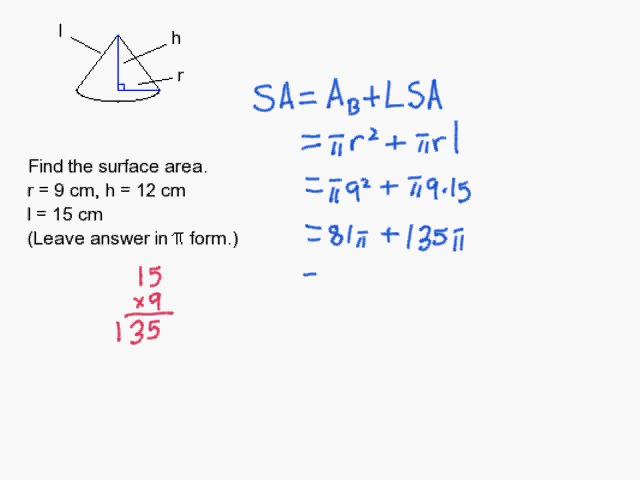 l
h
r
SA = A_B + LSA
= πr² + πrl
Find the surface area.
r = 9 cm, h = 12 cm
= π9² + π9·15
l = 15 cm
(Leave answer in π form.)
= 81π + 135π
15
×9
135
=